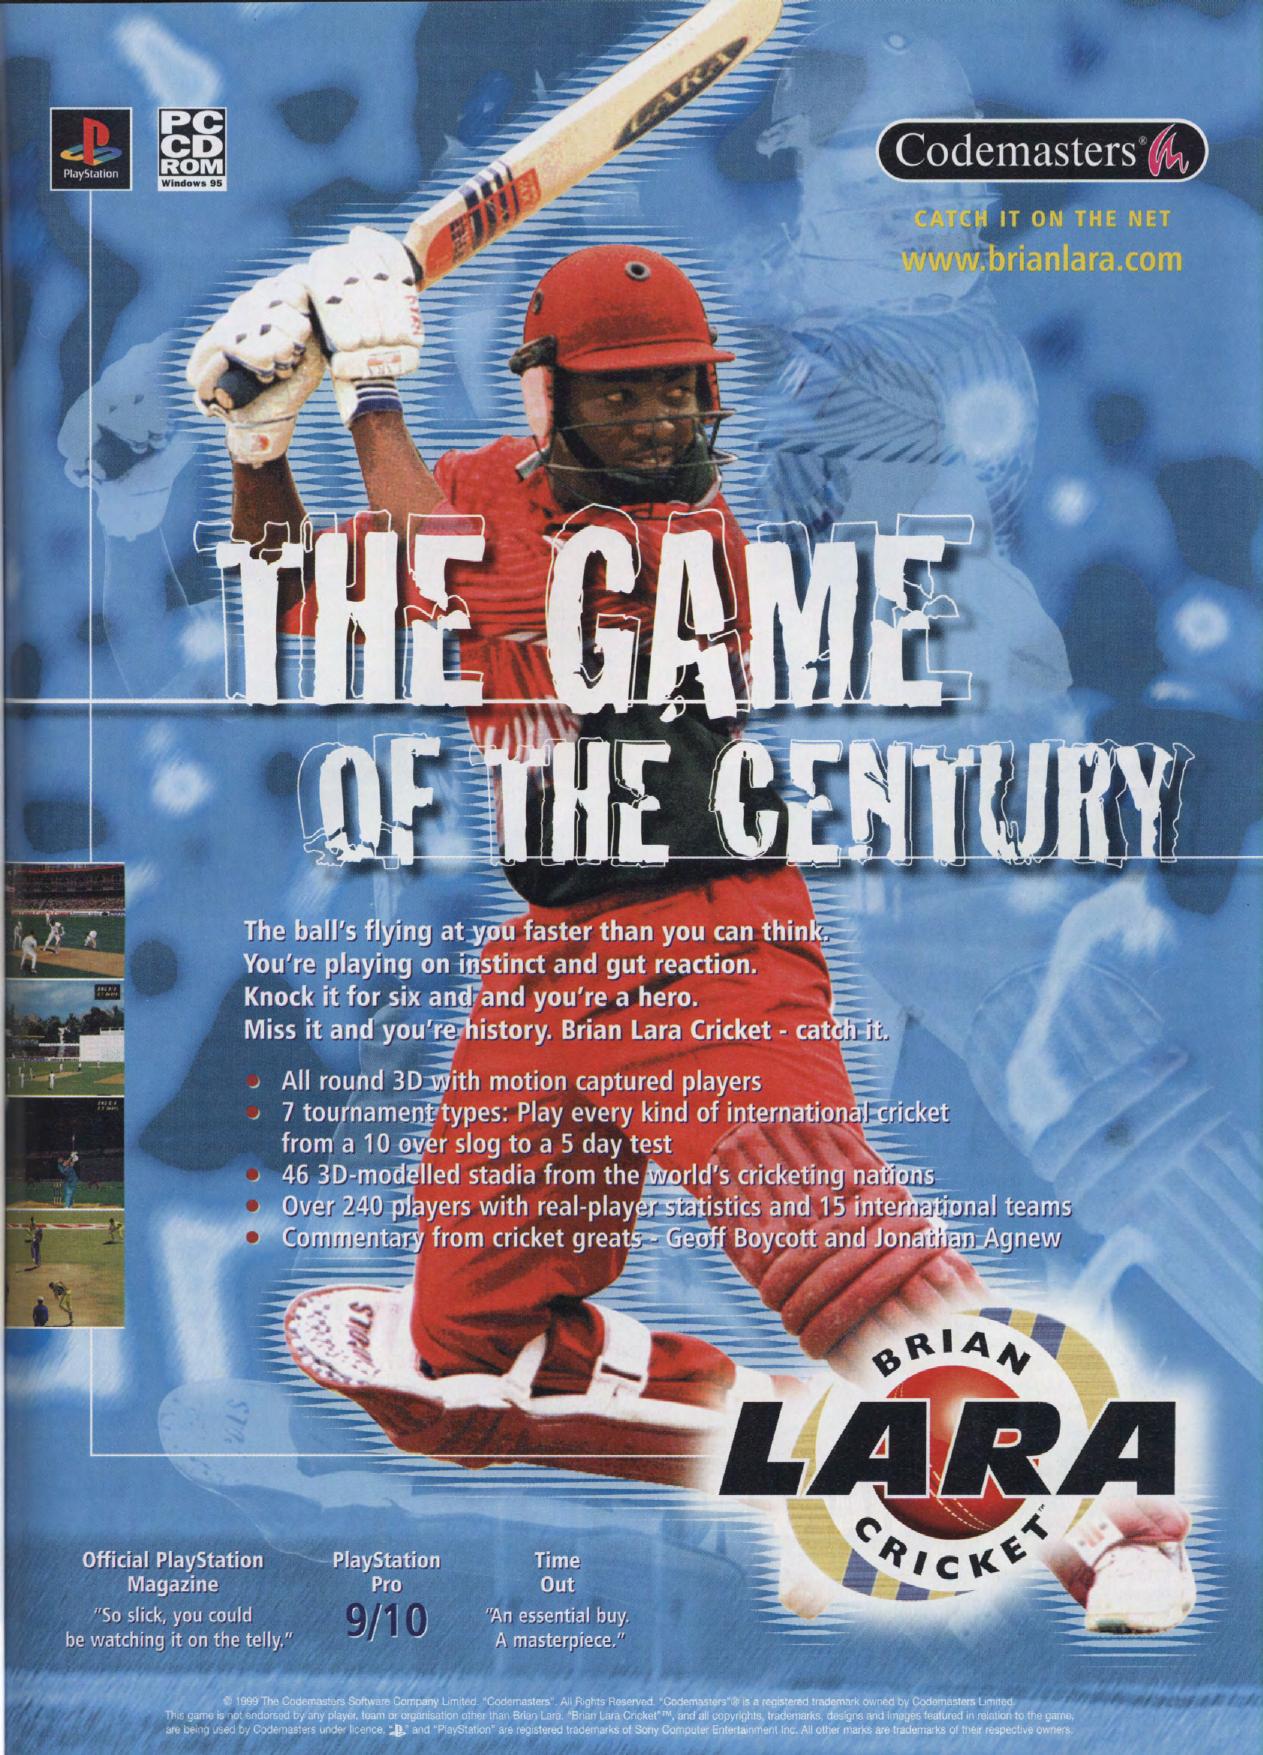 LARA
PlayStation
PC
CD
ROM
Windows 95
Codemasters®
CATCH IT ON THE NET
www.brianlara.com
THE GAME
OF THE CENTURY
The ball's flying at you faster than you can think.
You're playing on instinct and gut reaction.
Knock it for six and and you're a hero.
Miss it and you're history. Brian Lara Cricket - catch it.
• All round 3D with motion captured players
• 7 tournament types: Play every kind of international cricket
from a 10 over slog to a 5 day test
• 46 3D-modelled stadia from the world's cricketing nations
• Over 240 players with real-player statistics and 15 international teams
• Commentary from cricket greats - Geoff Boycott and Jonathan Agnew
STORM
BRIAN
LARA
CRICKET™
Official PlayStation
Magazine
"So slick, you could
be watching it on the telly."
PlayStation
Pro
9/10
Time
Out
"An essential buy.
A masterpiece."
© 1999 The Codemasters Software Company Limited. "Codemasters". All Rights Reserved. "Codemasters"® is a registered trademark owned by Codemasters Limited.
This game is not endorsed by any player, team or organisation other than Brian Lara. "Brian Lara Cricket"™, and all copyrights, trademarks, designs and images featured in relation to the game,
are being used by Codemasters under licence. " " and "PlayStation" are registered trademarks of Sony Computer Entertainment Inc. All other marks are trademarks of their respective owners.